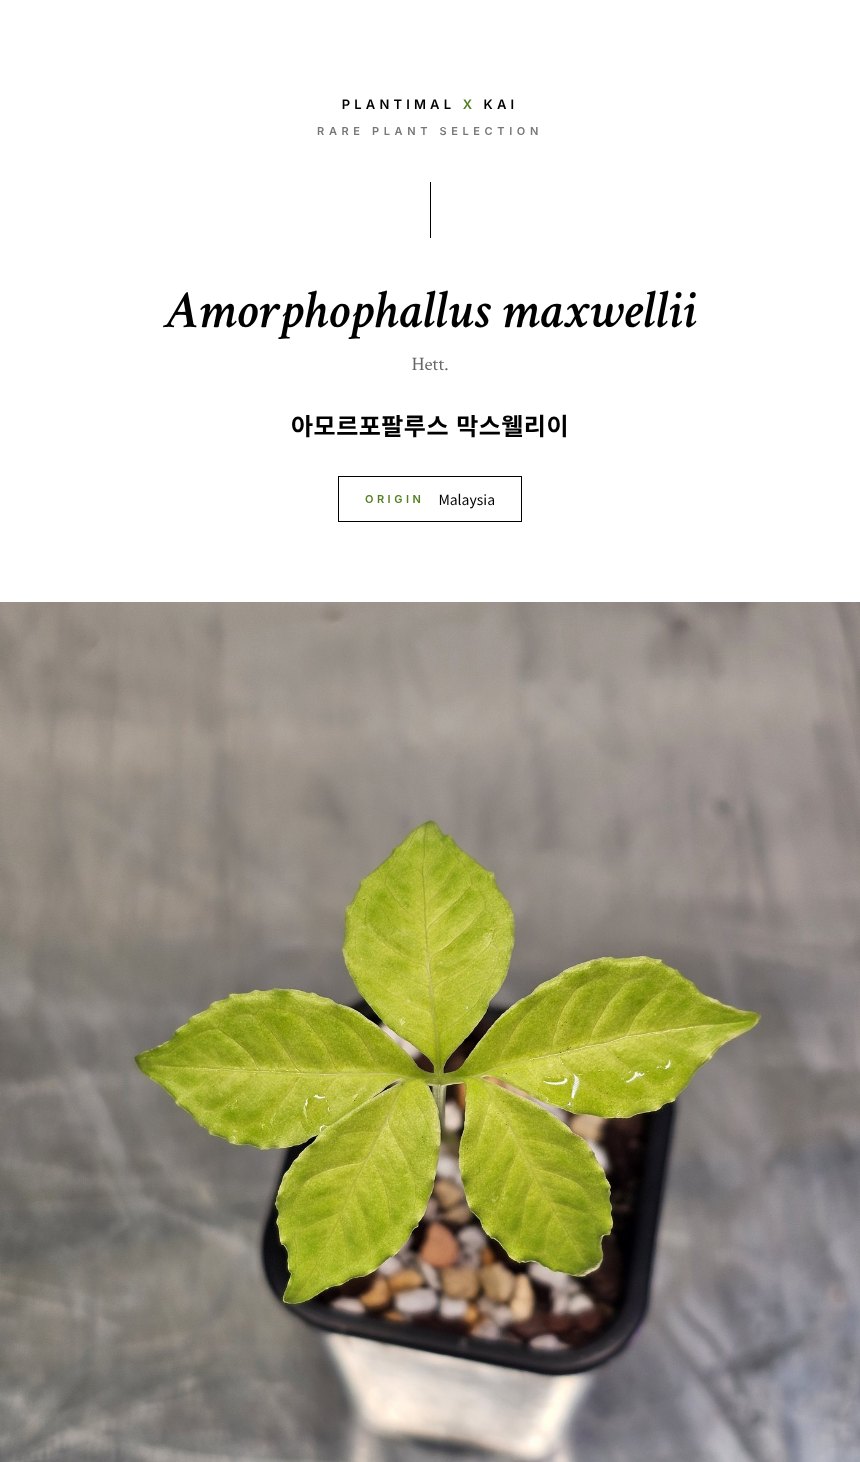 PLANTIMAL X KAI
RARE PLANT SELECTION
Amorphophallus maxwellii
Hett.
아모르포팔루스 막스웰리이
ORIGIN Malaysia